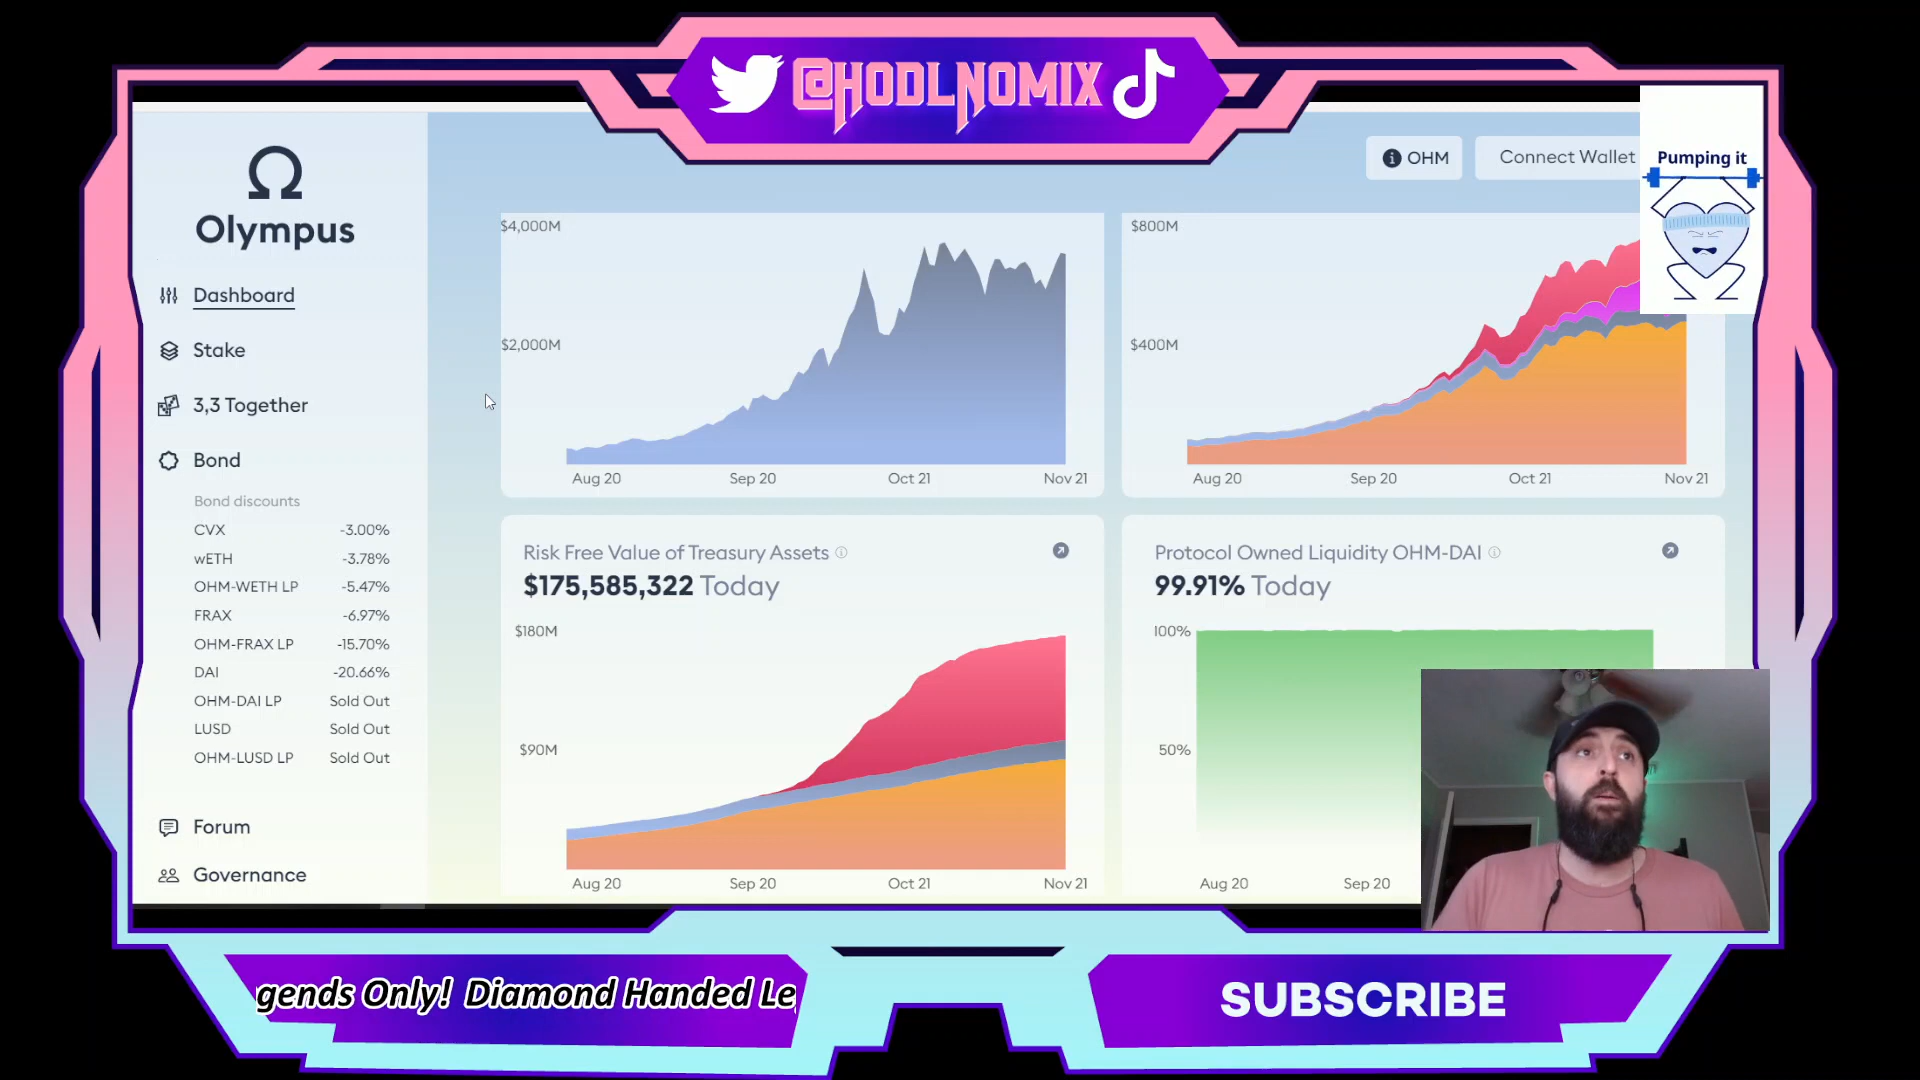 @HODLNOMIX
Ω
Olympus
Dashboard
Stake
3,3 Together
Bond
Bond discounts
CVX -3.00%
wETH -3.78%
OHM-WETH LP -5.47%
FRAX -6.97%
OHM-FRAX LP -15.70%
DAI -20.66%
OHM-DAI LP Sold Out
LUSD Sold Out
OHM-LUSD LP Sold Out
Forum
Governance
OHM
Connect Wallet
Pumping it
$4,000M
$2,000M
Aug 20 Sep 20 Oct 21 Nov 21
$800M
$400M
Aug 20 Sep 20 Oct 21 Nov 21
Risk Free Value of Treasury Assets
$175,585,322 Today
$180M
$90M
Aug 20 Sep 20 Oct 21 Nov 21
Protocol Owned Liquidity OHM-DAI
99.91% Today
100%
50%
Aug 20 Sep 20
gends Only! Diamond Handed Le
SUBSCRIBE